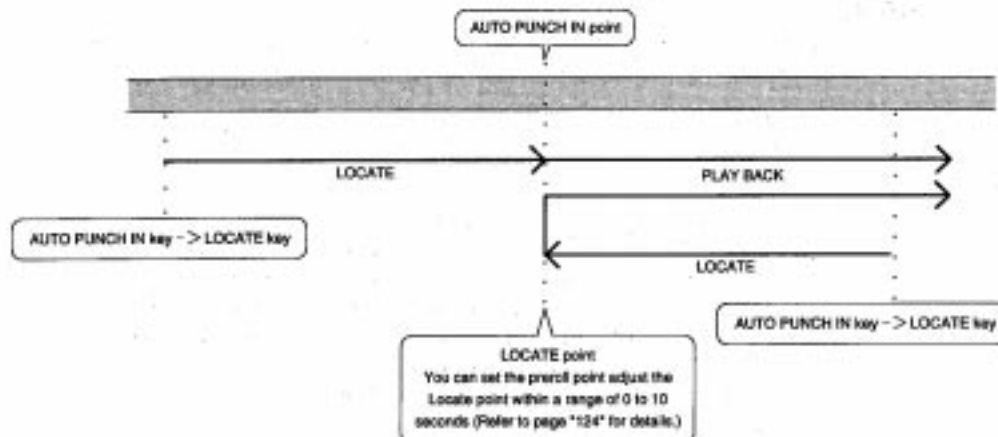 AUTO PUNCH IN point
LOCATE
PLAY BACK
AUTO PUNCH IN key -> LOCATE key
LOCATE
AUTO PUNCH IN key -> LOCATE key
LOCATE point
You can set the preroll point adjust the
Locate point within a range of 0 to 10
seconds (Refer to page "124" for details.)